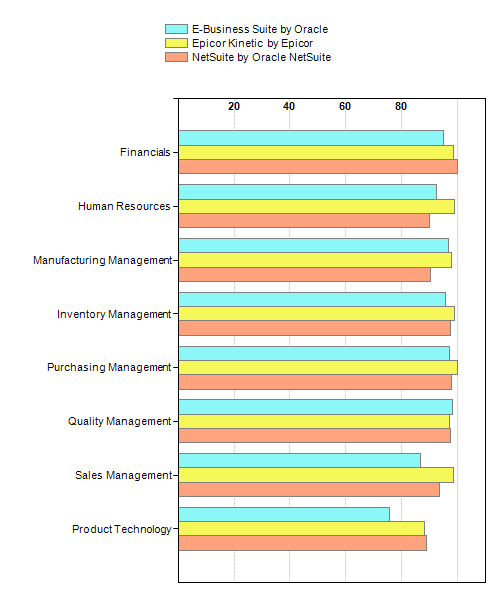 E-Business Suite by Oracle
Epicor Kinetic by Epicor
NetSuite by Oracle NetSuite
20 40 60 80
Financials
Human Resources
Manufacturing Management
Inventory Management
Purchasing Management
Quality Management
Sales Management
Product Technology